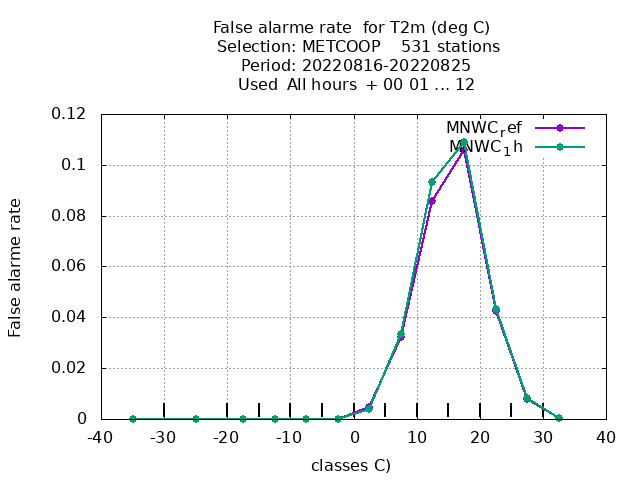 False alarme rate  for T2m (deg C)
Selection: METCOOP    531 stations
Period: 20220816-20220825
Used  All hours  + 00 01 ... 12
0.12
0.1
0.08
0.06
0.04
0.02
0
False alarme rate
MNWC_ref
MNWC_1h
-40 -30 -20 -10 0 10 20 30 40
classes C)